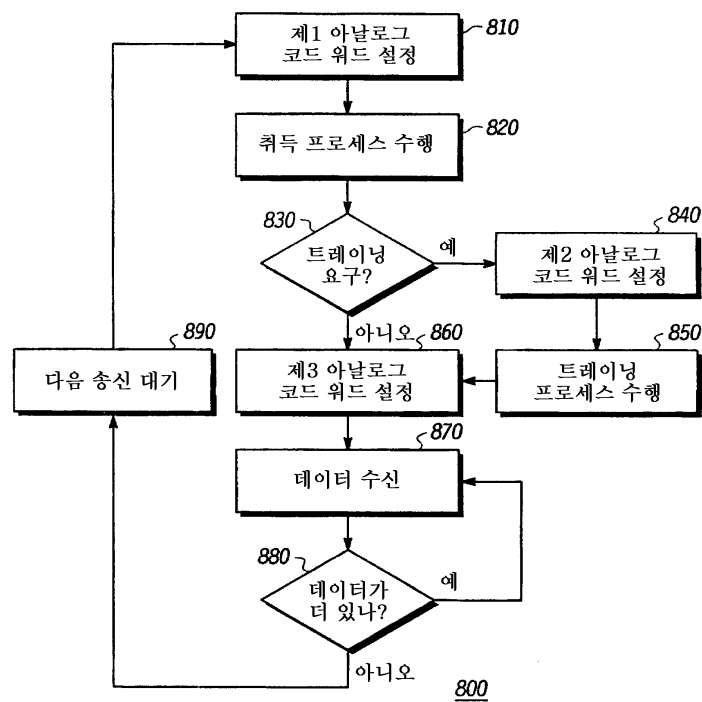 제1 아날로그
코드 워드 설정
810
취득 프로세스 수행
820
830
트레이닝
요구?
예
아니오
840
제2 아날로그
코드 워드 설정
850
트레이닝
프로세스 수행
860
제3 아날로그
코드 워드 설정
870
데이터 수신
880
데이터가
더 있나?
예
아니오
890
다음 송신 대기
800